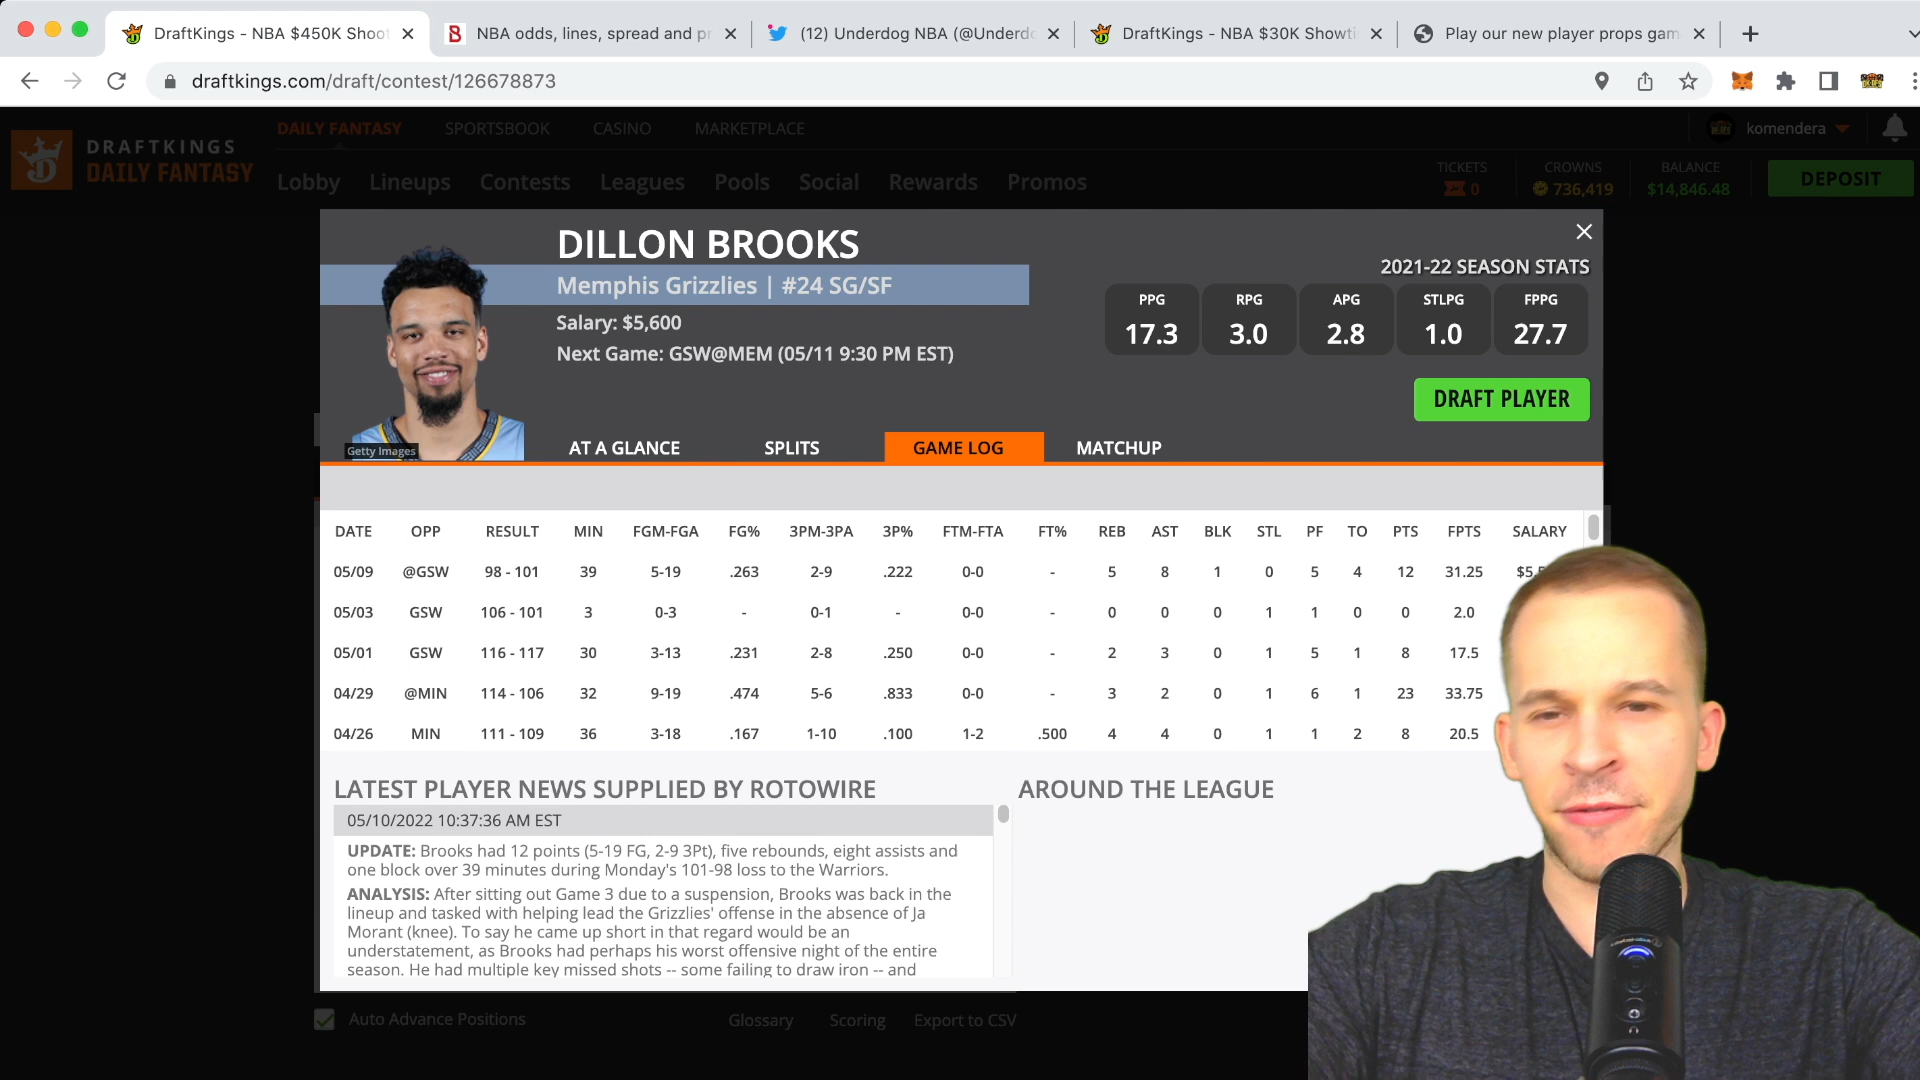 DraftKings - NBA $450K Shoot
NBA odds, lines, spread and pr
(12) Underdog NBA (@Underdo
DraftKings - NBA $30K Showti
Play our new player props gam
draftkings.com/draft/contest/126678873
DRAFTKINGS
DAILY FANTASY
DAILY FANTASY SPORTSBOOK CASINO MARKETPLACE
komendera
Lobby Lineups Contests Leagues Pools Social Rewards Promos
TICKETS CROWNS BALANCE
0 736,419 $14,846.48
DEPOSIT
DILLON BROOKS
Memphis Grizzlies | #24 SG/SF
Salary: $5,600
Next Game: GSW@MEM (05/11 9:30 PM EST)
Getty Images
2021-22 SEASON STATS
PPG RPG APG STLPG FPPG
17.3 3.0 2.8 1.0 27.7
DRAFT PLAYER
AT A GLANCE SPLITS GAME LOG MATCHUP
DATE OPP RESULT MIN FGM-FGA FG% 3PM-3PA 3P% FTM-FTA FT% REB AST BLK STL PF TO PTS FPTS SALARY
05/09 @GSW 98 - 101 39 5-19 .263 2-9 .222 0-0 - 5 8 1 0 5 4 12 31.25
05/03 GSW 106 - 101 3 0-3 - 0-1 - 0-0 - 0 0 0 1 1 0 0 2.0
05/01 GSW 116 - 117 30 3-13 .231 2-8 .250 0-0 - 2 3 0 1 5 1 8 17.5
04/29 @MIN 114 - 106 32 9-19 .474 5-6 .833 0-0 - 3 2 0 1 6 1 23 33.75
04/26 MIN 111 - 109 36 3-18 .167 1-10 .100 1-2 .500 4 4 0 1 1 2 8 20.5
LATEST PLAYER NEWS SUPPLIED BY ROTOWIRE
05/10/2022 10:37:36 AM EST
UPDATE: Brooks had 12 points (5-19 FG, 2-9 3Pt), five rebounds, eight assists and
one block over 39 minutes during Monday's 101-98 loss to the Warriors.
ANALYSIS: After sitting out Game 3 due to a suspension, Brooks was back in the
lineup and tasked with helping lead the Grizzlies' offense in the absence of Ja
Morant (knee). To say he came up short in that regard would be an
understatement, as Brooks had perhaps his worst offensive night of the entire
season. He had multiple key missed shots -- some failing to draw iron -- and
AROUND THE LEAGUE
Auto Advance Positions
Glossary Scoring Export to CSV